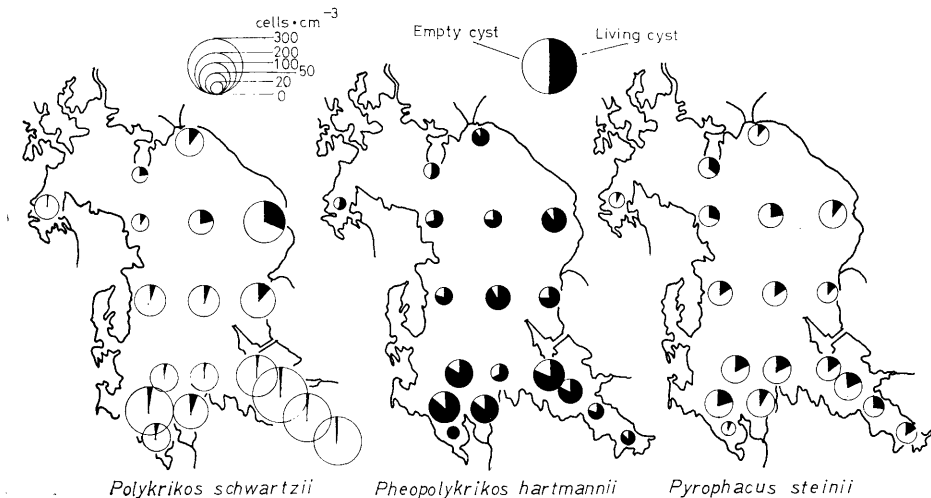 cells·cm⁻³
300
200
100
50
20
0
Empty cyst
Living cyst
Polykrikos schwartzii
Pheopolykrikos hartmannii
Pyrophacus steinii